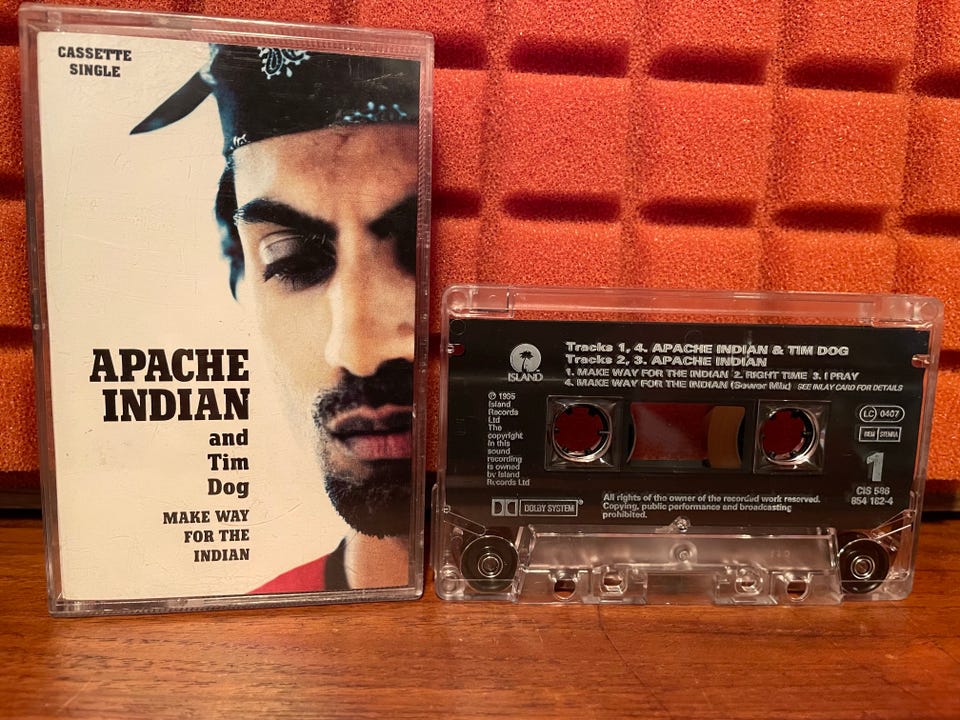 CASSETTE
SINGLE
APACHE
INDIAN
and
Tim
Dog
MAKE WAY
FOR THE
INDIAN
ISLAND
Tracks 1, 4. APACHE INDIAN & TIM DOG
Tracks 2, 3. APACHE INDIAN
1. MAKE WAY FOR THE INDIAN 2. RIGHT TIME 3. I PRAY
4. MAKE WAY FOR THE INDIAN (Sewor Mix) SEE INLAY CARD FOR DETAILS
Island
Records
Ltd
The
copyright
in this
sound
recording
is owned
by Island
Records Ltd
LC 0407
BIEM STEMRA
1
CIS 586
854 162-4
DOLBY SYSTEM®
All rights of the owner of the recorded work reserved.
Copying, public performance and broadcasting
prohibited.